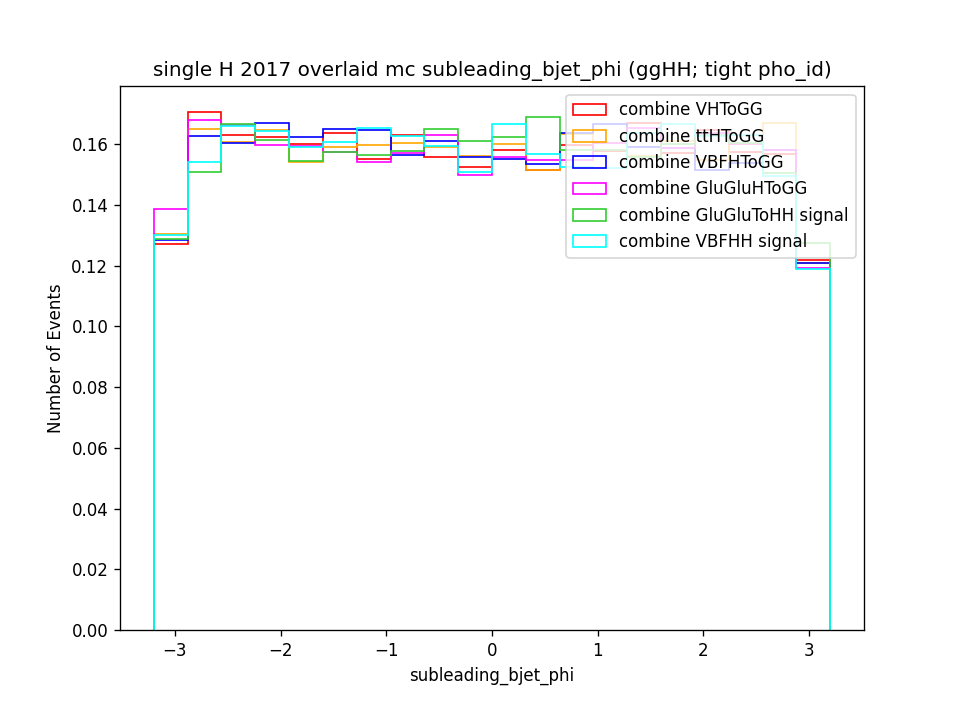 single H 2017 overlaid mc subleading_bjet_phi (ggHH; tight pho_id)
combine VHToGG
combine ttHToGG
combine VBFHToGG
combine GluGluHToGG
combine GluGluToHH signal
combine VBFHH signal
Number of Events
0.16
0.14
0.12
0.10
0.08
0.06
0.04
0.02
0.00
−3 −2 −1 0 1 2 3
subleading_bjet_phi